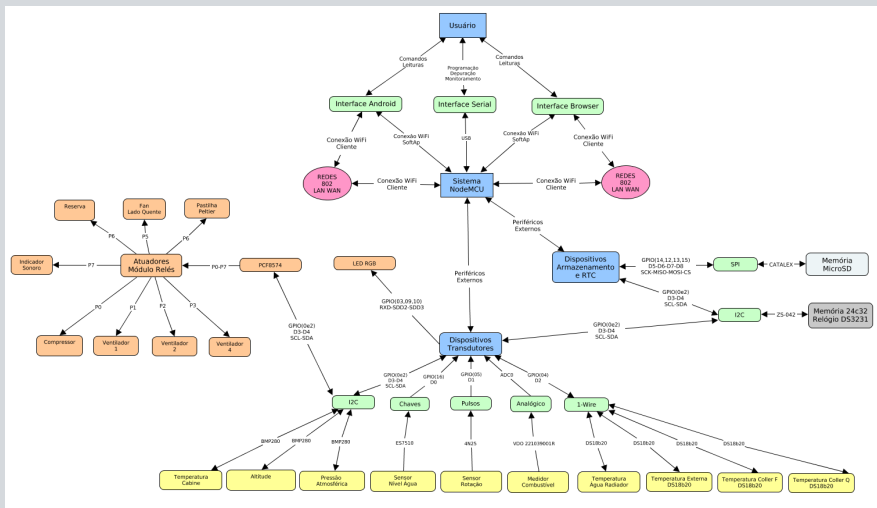 Usuário
Comandos
Leituras
Programação
Depuração
Monitoramento
Comandos
Leituras
Interface Android
Interface Serial
Interface Browser
Conexão WiFi
Cliente
Conexão WiFi
SoftAp
USB
Conexão WiFi
SoftAp
Conexão WiFi
Cliente
REDES
802
LAN WAN
Conexão WiFi
Cliente
Sistema
NodeMCU
Conexão WiFi
Cliente
REDES
802
LAN WAN
Reserva
Fan
Lado Quente
Pastilha
Peltier
P6
P5
P6
Periféricos
Externos
Indicador
Sonoro
P7
Atuadores
Módulo Relés
P0-P7
PCF8574
LED RGB
Periféricos
Externos
Dispositivos
Armazenamento
e RTC
GPIO(14,12,13,15)
D5-D6-D7-D8
SCK-MISO-MOSI-CS
SPI
CATALEX
Memória
MicroSD
P0
P1
P2
P3
GPIO(03,09,10)
RXD-SDD2-SDD3
GPIO(0e2)
D3-D4
SCL-SDA
I2C
ZS-042
Memória 24c32
Relógio DS3231
Compressor
Ventilador
1
Ventilador
2
Ventilador
4
GPIO(0e2)
D3-D4
SCL-SDA
Dispositivos
Transdutores
GPIO(0e2)
D3-D4
SCL-SDA
GPIO(0e2)
D3-D4
SCL-SDA
GPIO(16)
D0
GPIO(05)
D1
ADC0
GPIO(04)
D2
I2C
Chaves
Pulsos
Analógico
1-Wire
BMP280
BMP280
BMP280
ES7510
4N25
VDO 221039001R
DS18b20
DS18b20
DS18b20
DS18b20
Temperatura
Cabine
Altitude
Pressão
Atmosférica
Sensor
Nível Agua
Sensor
Rotação
Medidor
Combustível
Temperatura
Agua Radiador
Temperatura Externa
DS18b20
Temperatura Coller F
DS18b20
Temperatura Coller Q
DS18b20